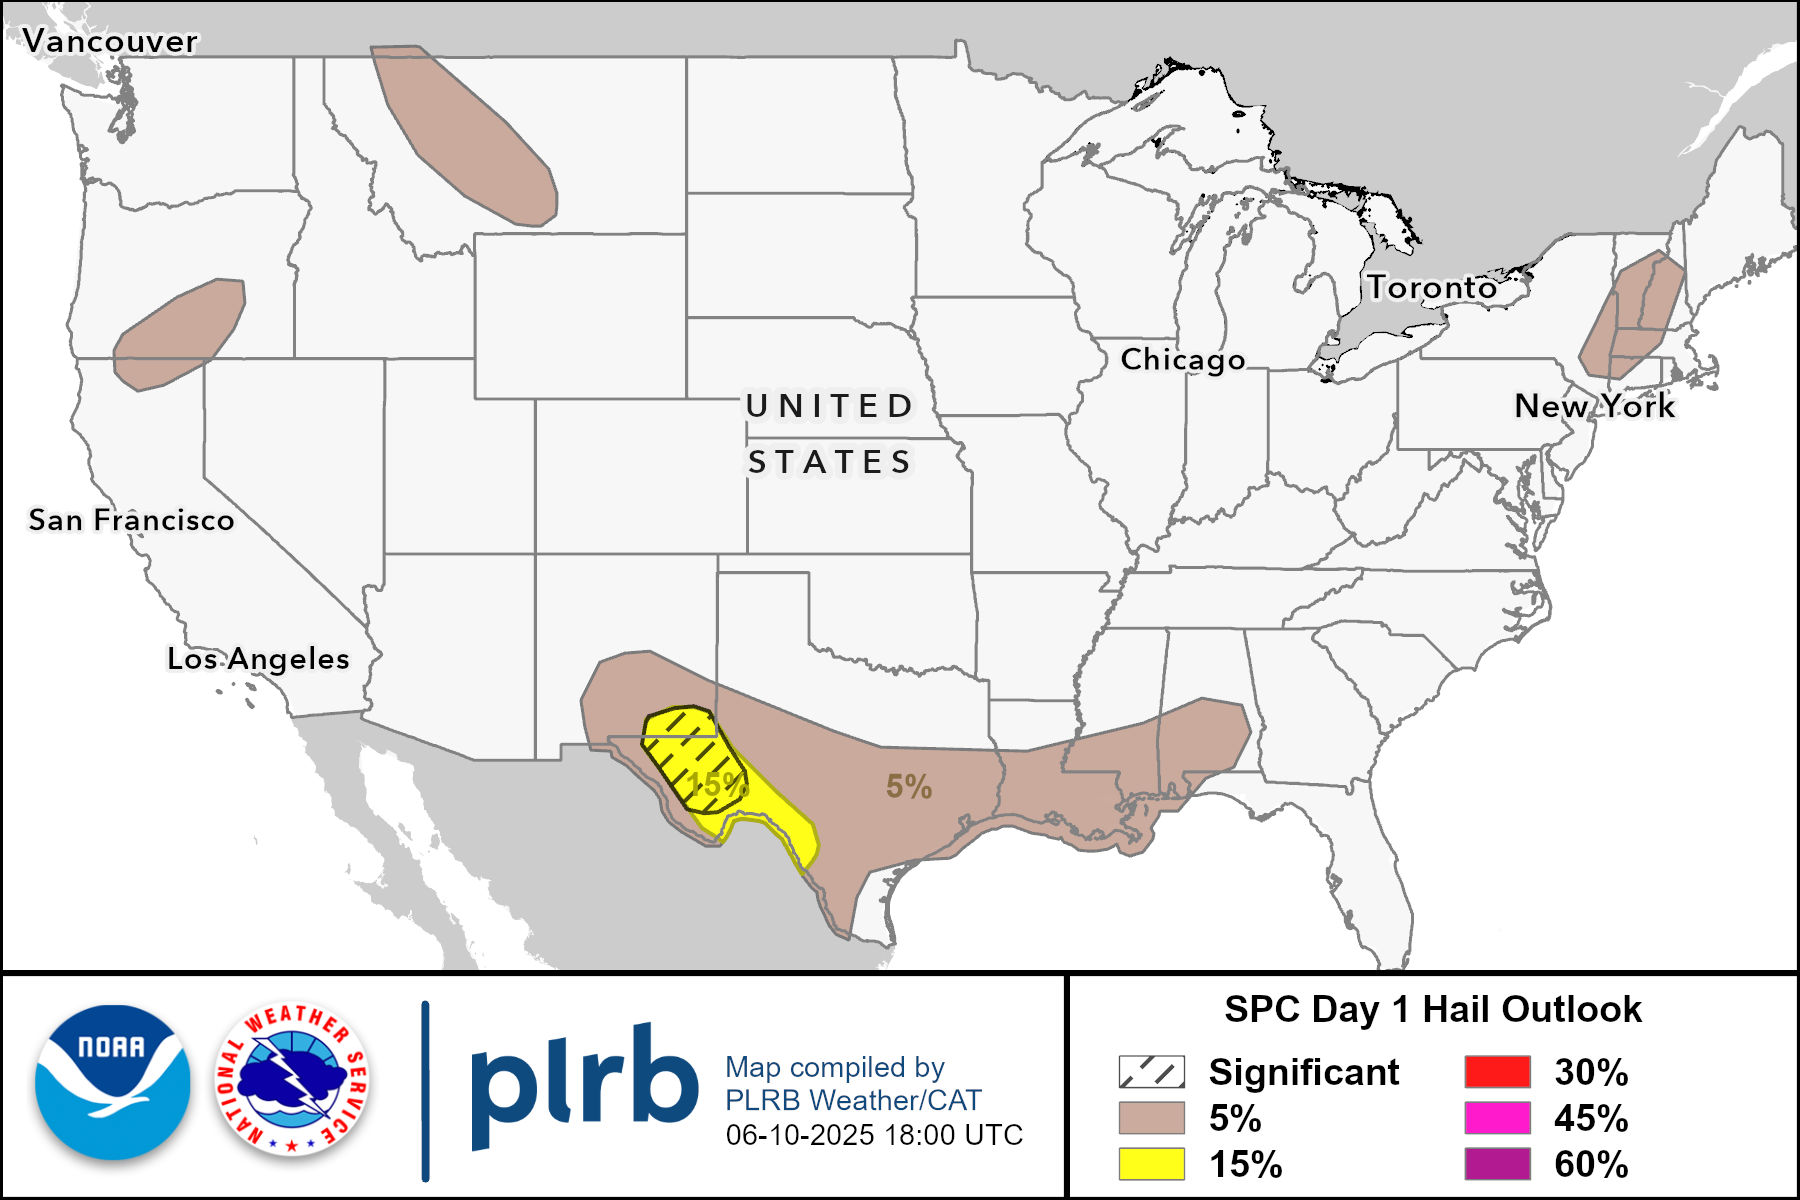 Vancouver
Toronto
Chicago
UNITED
STATES
New York
San Francisco
Los Angeles
15%
5%
NOAA
NATIONAL WEATHER SERVICE
plrb
Map compiled by
PLRB Weather/CAT
06-10-2025 18:00 UTC
SPC Day 1 Hail Outlook
Significant
5%
15%
30%
45%
60%